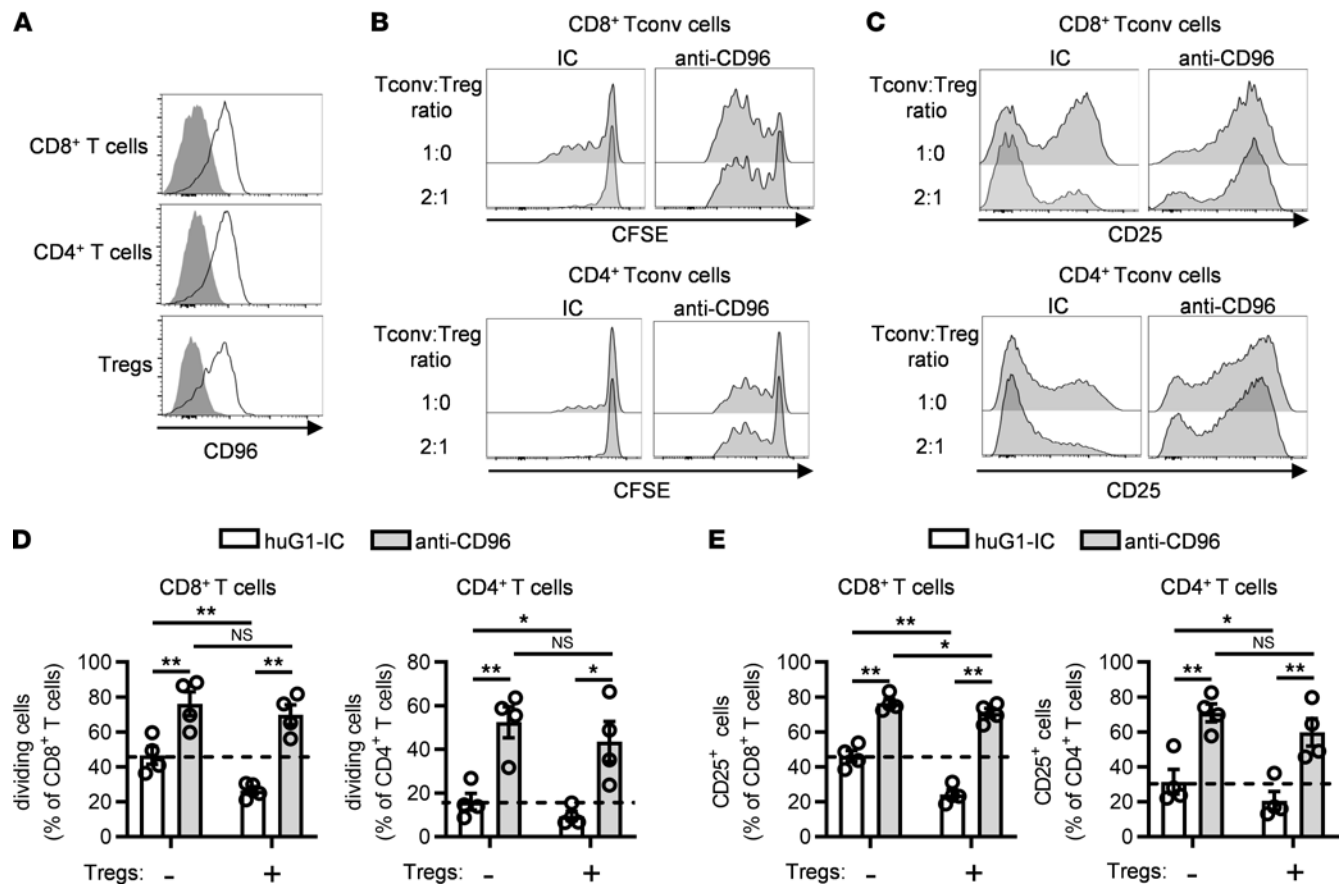 A
CD8+ T cells
CD4+ T cells
Tregs
CD96
B
CD8+ Tconv cells
IC anti-CD96
Tconv:Treg
ratio
1:0
2:1
CFSE
CD4+ Tconv cells
IC anti-CD96
Tconv:Treg
ratio
1:0
2:1
CFSE
C
CD8+ Tconv cells
IC anti-CD96
Tconv:Treg
ratio
1:0
2:1
CD25
CD4+ Tconv cells
IC anti-CD96
Tconv:Treg
ratio
1:0
2:1
CD25
D
huG1-IC anti-CD96
CD8+ T cells
**
NS
** **
dividing cells
(% of CD8+ T cells)
100
80
60
40
20
0
Tregs: - +
CD4+ T cells
*
NS
** *
dividing cells
(% of CD4+ T cells)
80
60
40
20
0
- +
E
huG1-IC anti-CD96
CD8+ T cells
**
*
** **
CD25+ cells
(% of CD8+ T cells)
100
80
60
40
20
0
Tregs: - +
CD4+ T cells
*
NS
** **
CD25+ cells
(% of CD4+ T cells)
100
80
60
40
20
0
- +